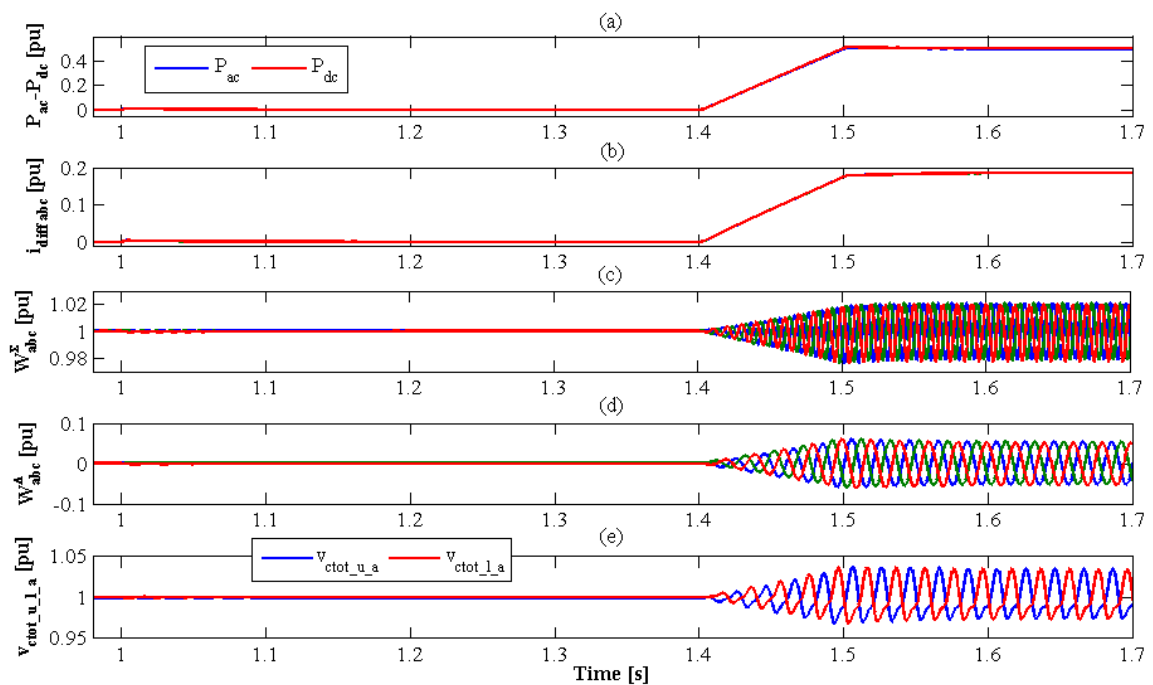 (a)
P_ac-P_dc [pu]
0.4
0.2
0
P_ac P_dc
1 1.1 1.2 1.3 1.4 1.5 1.6 1.7
(b)
i_diff abc [pu]
0.2
0.1
0
1 1.1 1.2 1.3 1.4 1.5 1.6 1.7
(c)
W^Σ_abc [pu]
1.02
1
0.98
1 1.1 1.2 1.3 1.4 1.5 1.6 1.7
(d)
W^Δ_abc [pu]
0.1
0
-0.1
1 1.1 1.2 1.3 1.4 1.5 1.6 1.7
(e)
v_ctot_u_l_a [pu]
1.05
1
0.95
v_ctot_u_a v_ctot_l_a
1 1.1 1.2 1.3 1.4 1.5 1.6 1.7
Time [s]